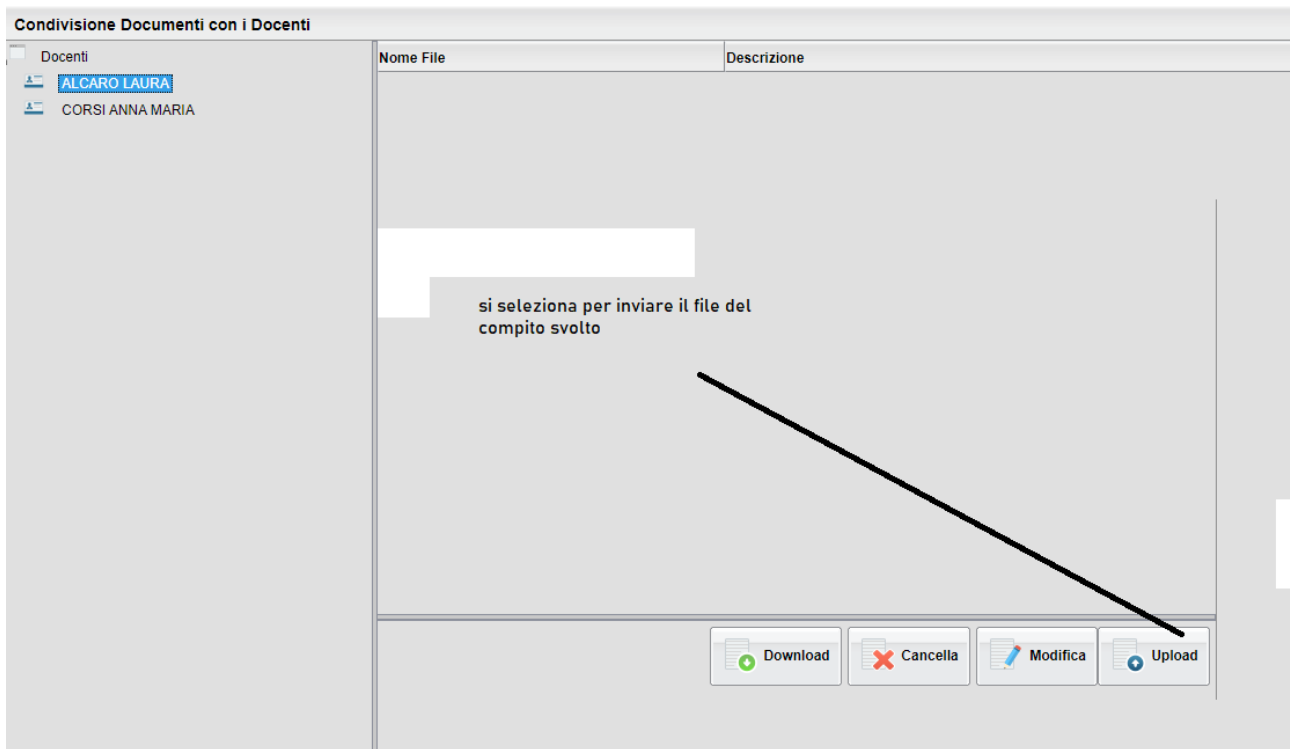 Condivisione Documenti con i Docenti
Docenti
ALCARO LAURA
CORSI ANNA MARIA
Nome File
Descrizione
si seleziona per inviare il file del
compito svolto
Download
Cancella
Modifica
Upload